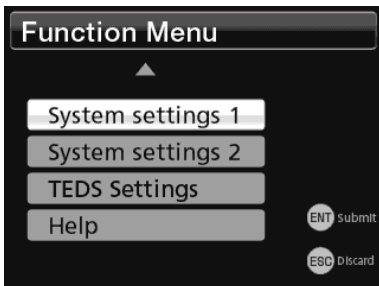 Function Menu
System settings 1
System settings 2
TEDS Settings
Help
ENT Submit
ESC Discard